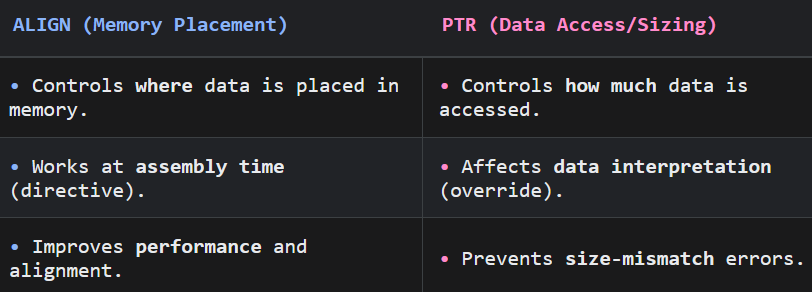 ALIGN (Memory Placement)
PTR (Data Access/Sizing)
• Controls where data is placed in
memory.
• Controls how much data is
accessed.
• Works at assembly time
(directive).
• Affects data interpretation
(override).
• Improves performance and
alignment.
• Prevents size-mismatch errors.